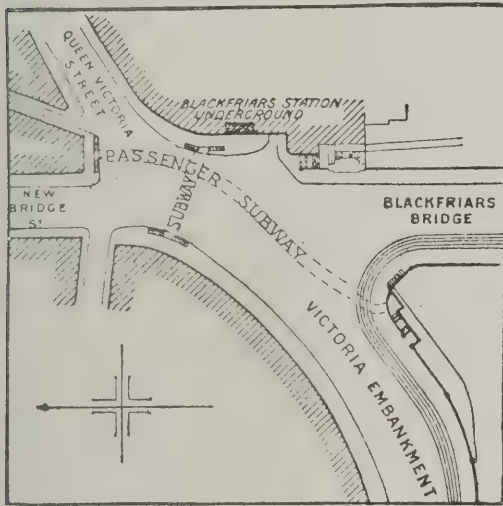 QUEEN VICTORIA
STREET
BLACKFRIARS STATION
UNDERGROUND
PASSENGER SUBWAY
SUBWAY
NEW
BRIDGE
ST
BLACKFRIARS
BRIDGE
VICTORIA EMBANKMENT